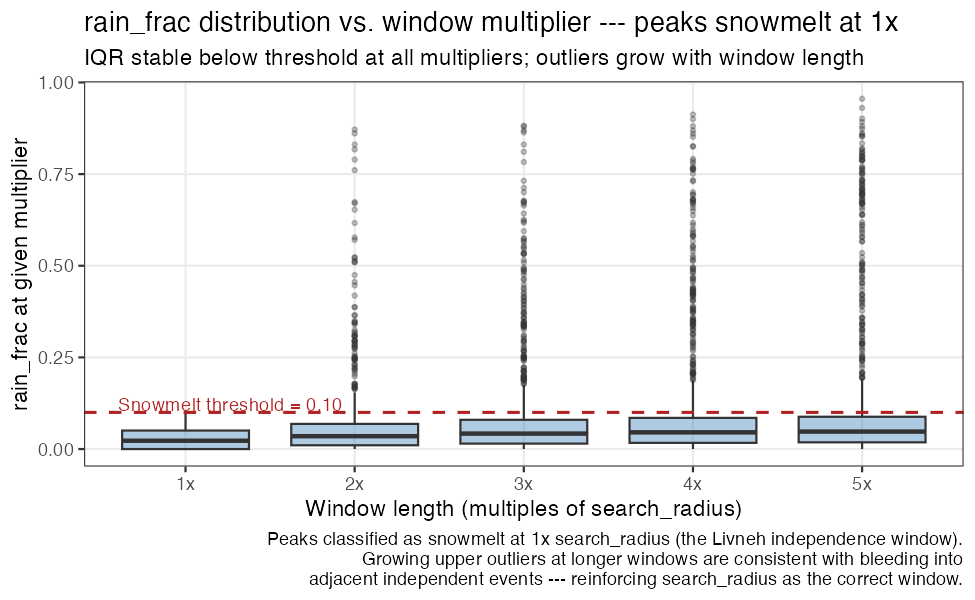 rain_frac distribution vs. window multiplier --- peaks snowmelt at 1x
IQR stable below threshold at all multipliers; outliers grow with window length
rain_frac at given multiplier
1.00
0.75
0.50
0.25
0.00
Snowmelt threshold = 0.10
1x 2x 3x 4x 5x
Window length (multiples of search_radius)
Peaks classified as snowmelt at 1x search_radius (the Livneh independence window).
Growing upper outliers at longer windows are consistent with bleeding into
adjacent independent events --- reinforcing search_radius as the correct window.